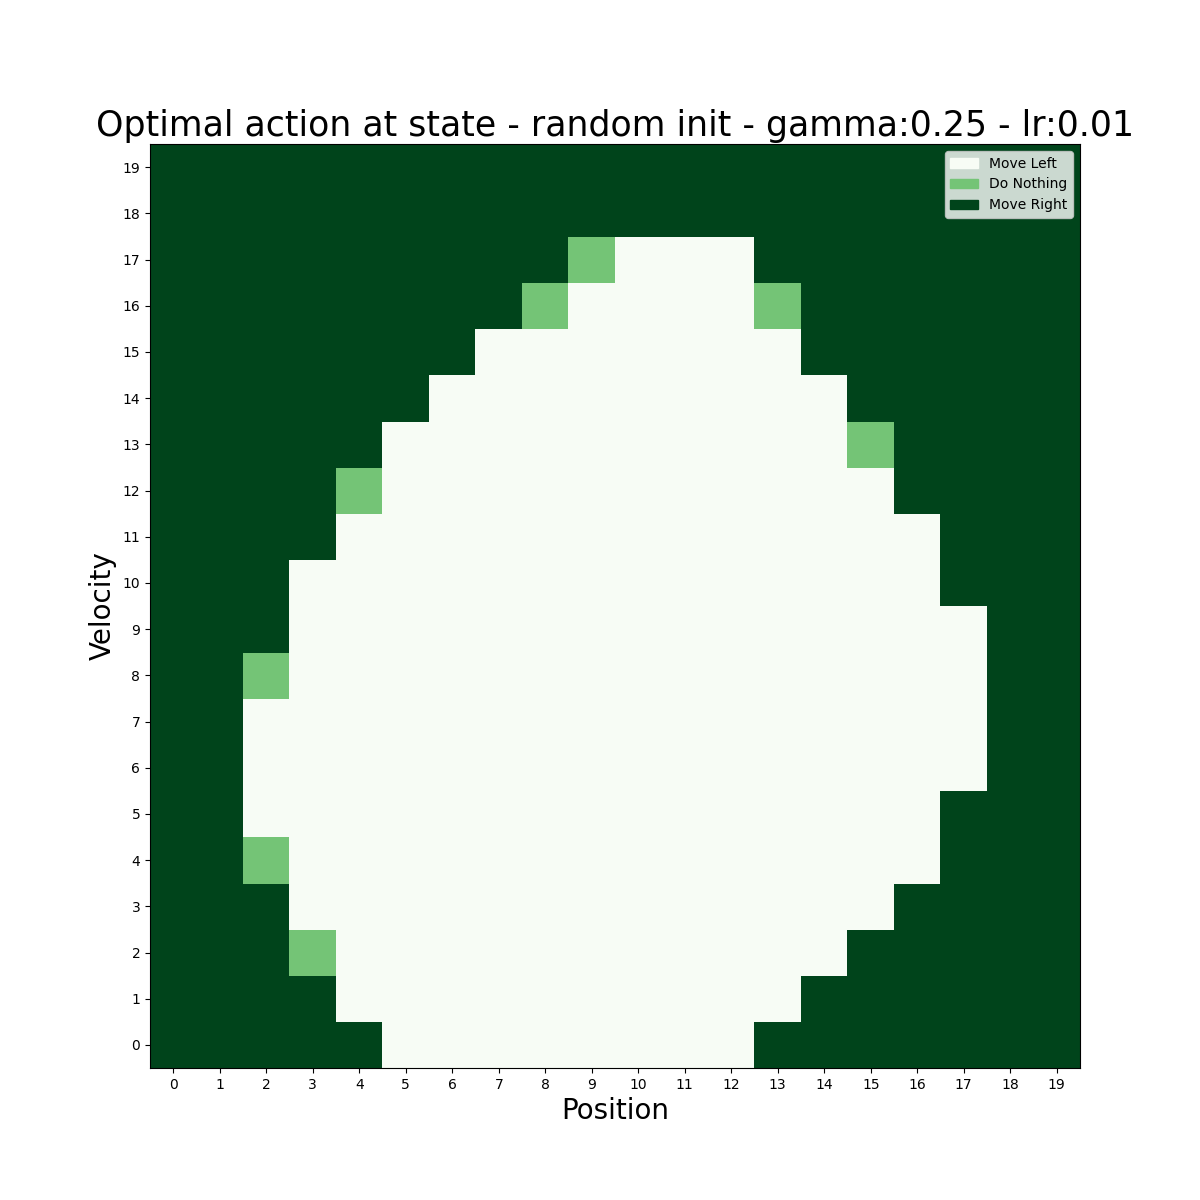 Optimal action at state - random init - gamma:0.25 - lr:0.01
Move Left
Do Nothing
Move Right
Velocity
19
18
17
16
15
14
13
12
11
10
9
8
7
6
5
4
3
2
1
0
0 1 2 3 4 5 6 7 8 9 10 11 12 13 14 15 16 17 18 19
Position